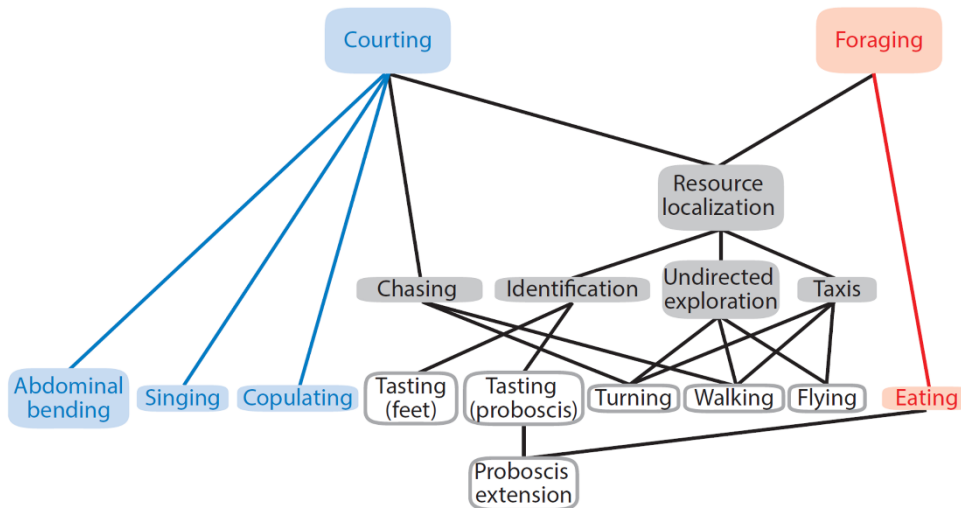 Courting
Foraging
Resource
localization
Chasing
Identification
Undirected
exploration
Taxis
Abdominal
bending
Singing
Copulating
Tasting
(feet)
Tasting
(proboscis)
Turning
Walking
Flying
Eating
Proboscis
extension